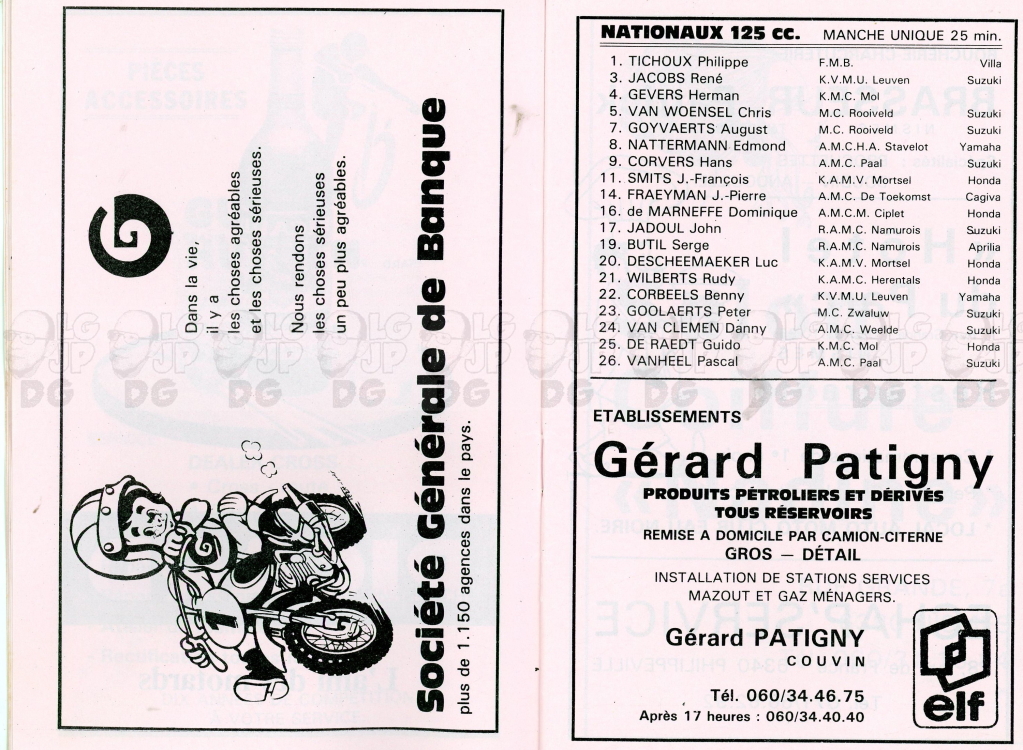 Dans la vie,
il y a
les choses agréables
et les choses sérieuses.
Nous rendons
les choses sérieuses
un peu plus agréables.
Société Générale de Banque
plus de 1.150 agences dans le pays.
G
1
NATIONAUX 125 cc. MANCHE UNIQUE 25 min.
1. TICHOUX Philippe F.M.B. Villa
3. JACOBS René K.V.M.U. Leuven Suzuki
4. GEVERS Herman K.M.C. Mol
5. VAN WOENSEL Chris M.C. Rooiveld Suzuki
7. GOYVAERTS August M.C. Rooiveld Suzuki
8. NATTERMANN Edmond A.M.C.H.A. Stavelot Yamaha
9. CORVERS Hans A.M.C. Paal Suzuki
11. SMITS J.-François K.A.M.V. Mortsel Honda
14. FRAEYMAN J.-Pierre A.M.C. De Toekomst Cagiva
16. de MARNEFFE Dominique A.M.C.M. Ciplet Honda
17. JADOUL John R.A.M.C. Namurois Suzuki
19. BUTIL Serge R.A.M.C. Namurois Aprilia
20. DESCHEEMAEKER Luc K.A.M.V. Mortsel Honda
21. WILBERTS Rudy K.A.M.C. Herentals Honda
22. CORBEELS Benny K.V.M.U. Leuven Yamaha
23. GOOLAERTS Peter M.C. Zwaluw Suzuki
24. VAN CLEMEN Danny A.M.C. Weelde Suzuki
25. DE RAEDT Guido K.M.C. Mol Honda
26. VANHEEL Pascal A.M.C. Paal Suzuki
ETABLISSEMENTS
Gérard Patigny
PRODUITS PÉTROLIERS ET DÉRIVÉS
TOUS RÉSERVOIRS
REMISE A DOMICILE PAR CAMION-CITERNE
GROS — DÉTAIL
INSTALLATION DE STATIONS SERVICES
MAZOUT ET GAZ MÉNAGERS.
Gérard PATIGNY
COUVIN
Tél. 060/34.46.75
Après 17 heures : 060/34.40.40
elf